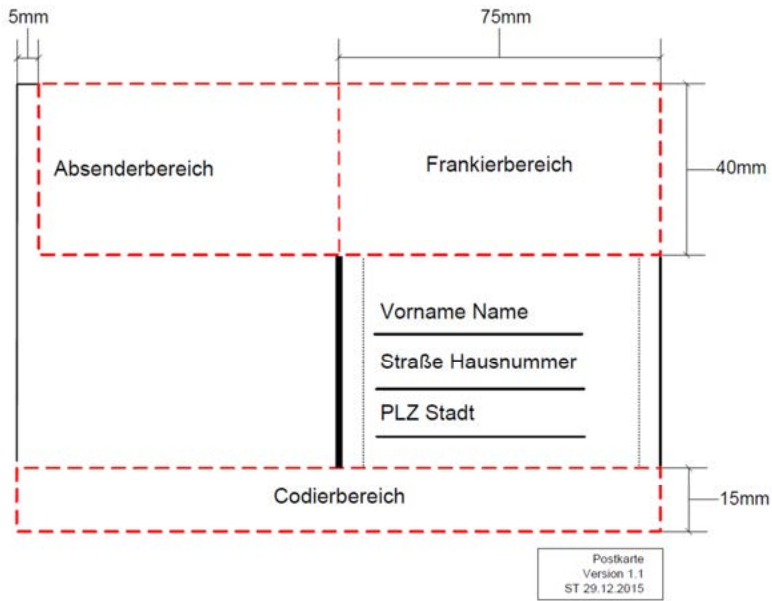 5mm
75mm
Absenderbereich
Frankierbereich
40mm
Vorname Name
Straße Hausnummer
PLZ Stadt
Codierbereich
15mm
Postkarte
Version 1.1
ST 29.12.2015